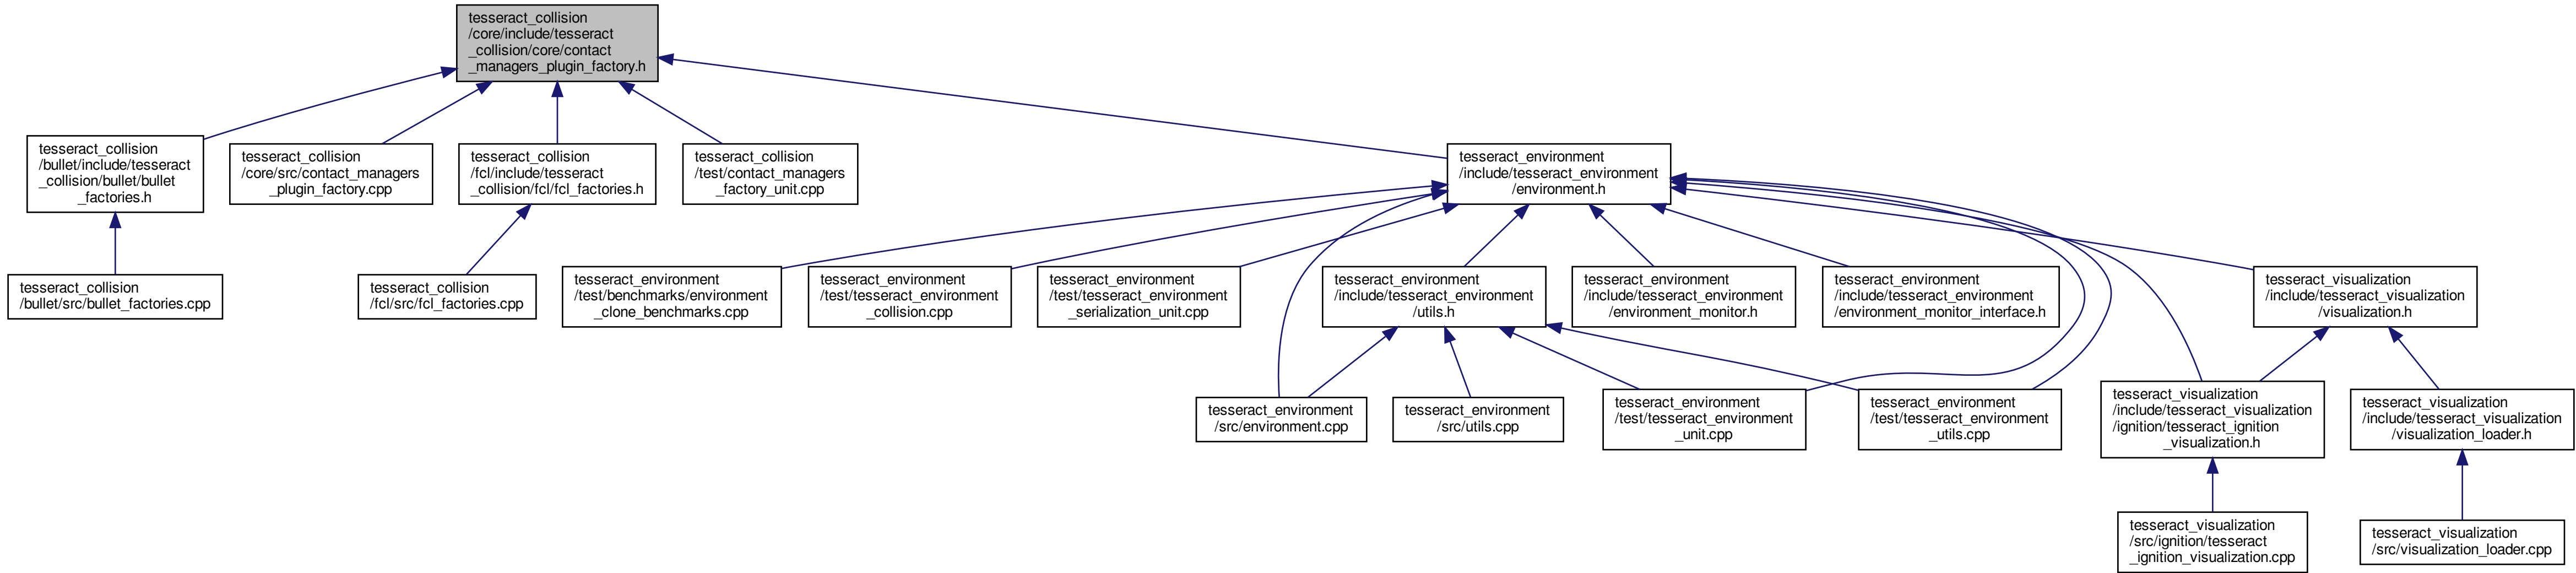 tesseract_collision
/core/include/tesseract
_collision/core/contact
_managers_plugin_factory.h
tesseract_collision
/bullet/include/tesseract
_collision/bullet/bullet
_factories.h
tesseract_collision
/core/src/contact_managers
_plugin_factory.cpp
tesseract_collision
/fcl/include/tesseract
_collision/fcl/fcl_factories.h
tesseract_collision
/test/contact_managers
_factory_unit.cpp
tesseract_environment
/include/tesseract_environment
/environment.h
tesseract_collision
/bullet/src/bullet_factories.cpp
tesseract_collision
/fcl/src/fcl_factories.cpp
tesseract_environment
/test/benchmarks/environment
_clone_benchmarks.cpp
tesseract_environment
/test/tesseract_environment
_collision.cpp
tesseract_environment
/test/tesseract_environment
_serialization_unit.cpp
tesseract_environment
/include/tesseract_environment
/utils.h
tesseract_environment
/include/tesseract_environment
/environment_monitor.h
tesseract_environment
/include/tesseract_environment
/environment_monitor_interface.h
tesseract_visualization
/include/tesseract_visualization
/visualization.h
tesseract_environment
/src/environment.cpp
tesseract_environment
/src/utils.cpp
tesseract_environment
/test/tesseract_environment
_unit.cpp
tesseract_environment
/test/tesseract_environment
_utils.cpp
tesseract_visualization
/include/tesseract_visualization
/ignition/tesseract_ignition
_visualization.h
tesseract_visualization
/include/tesseract_visualization
/visualization_loader.h
tesseract_visualization
/src/ignition/tesseract
_ignition_visualization.cpp
tesseract_visualization
/src/visualization_loader.cpp